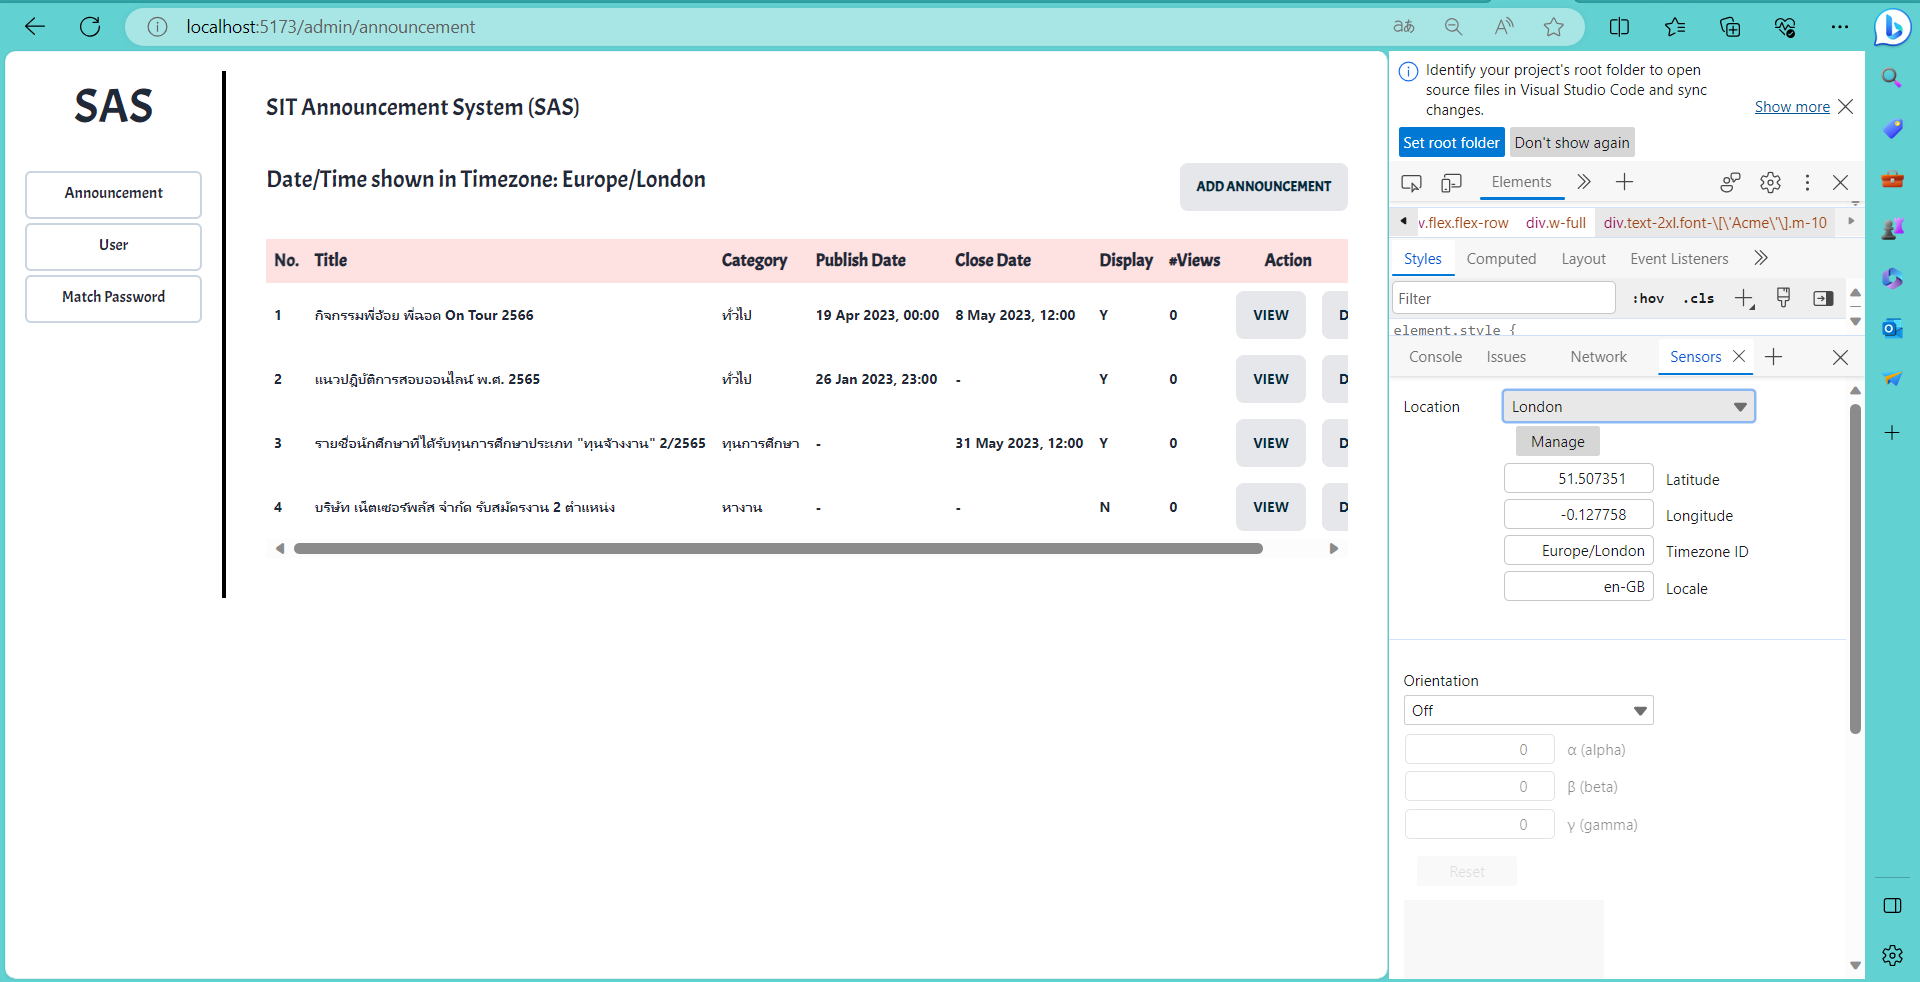 localhost:5173/admin/announcement
SAS
Announcement
User
Match Password
SIT Announcement System (SAS)
Date/Time shown in Timezone: Europe/London
ADD ANNOUNCEMENT
No. Title Category Publish Date Close Date Display #Views Action
1 กิจกรรมพี่อ้อย พี่ฉอด On Tour 2566 ทั่วไป 19 Apr 2023, 00:00 8 May 2023, 12:00 Y 0 VIEW D
2 แนวปฏิบัติการสอบออนไลน์ พ.ศ. 2565 ทั่วไป 26 Jan 2023, 23:00 - Y 0 VIEW D
3 รายชื่อนักศึกษาที่ได้รับทุนการศึกษาประเภท "ทุนจ้างงาน" 2/2565 ทุนการศึกษา - 31 May 2023, 12:00 Y 0 VIEW D
4 บริษัท เน็ตเซอร์พลัส จำกัด รับสมัครงาน 2 ตำแหน่ง หางาน - - N 0 VIEW D
Identify your project's root folder to open
source files in Visual Studio Code and sync
changes.
Show more
Set root folder Don't show again
Elements
v.flex.flex-row div.w-full div.text-2xl.font-\[\'Acme\'\].m-10
Styles Computed Layout Event Listeners
Filter :hov .cls
element.style {
Console Issues Network Sensors
Location London
Manage
51.507351 Latitude
-0.127758 Longitude
Europe/London Timezone ID
en-GB Locale
Orientation
Off
0 α (alpha)
0 β (beta)
0 γ (gamma)
Reset